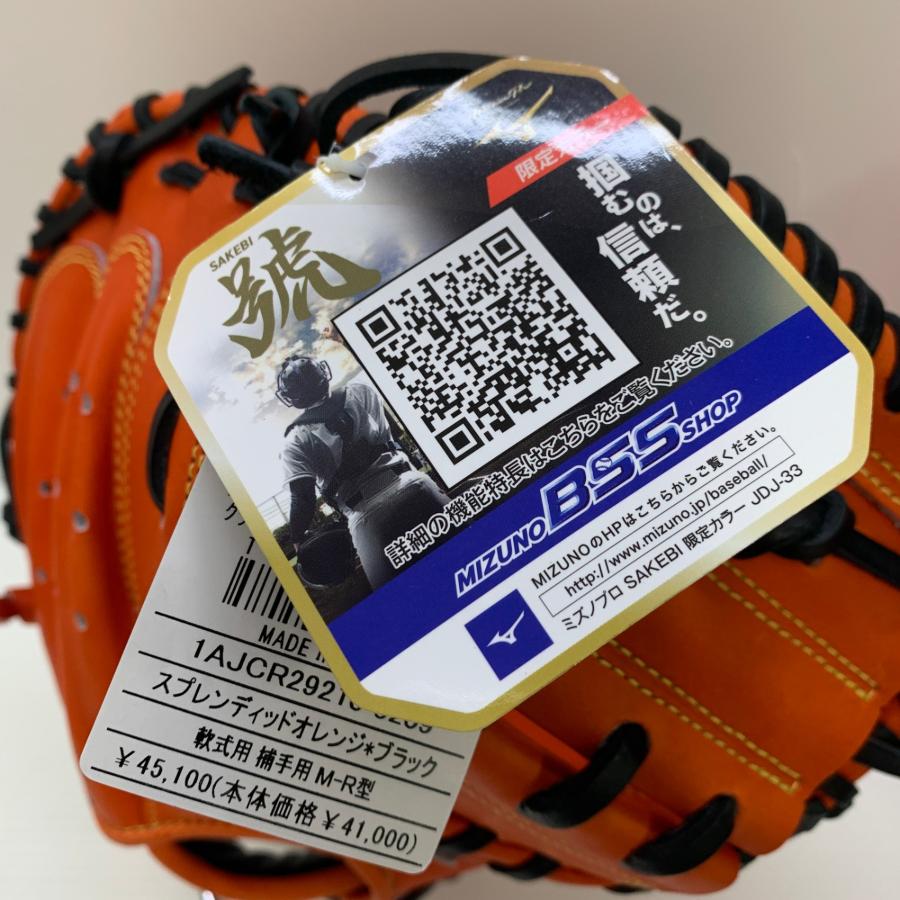 限定
掴むのは、
信頼だ。
SAKEBI
號
詳細の機能特長はこちらをご覧ください。
MIZUNO BSS SHOP
MIZUNOのHPはこちらからご覧ください。
http://www.mizuno.jp/baseball/
ミズノプロ SAKEBI 限定カラー JDJ-33
MADE
スプレンディッドオレンジ*ブラック
軟式用 捕手用 M-R型
¥45,100(本体価格¥41,000)